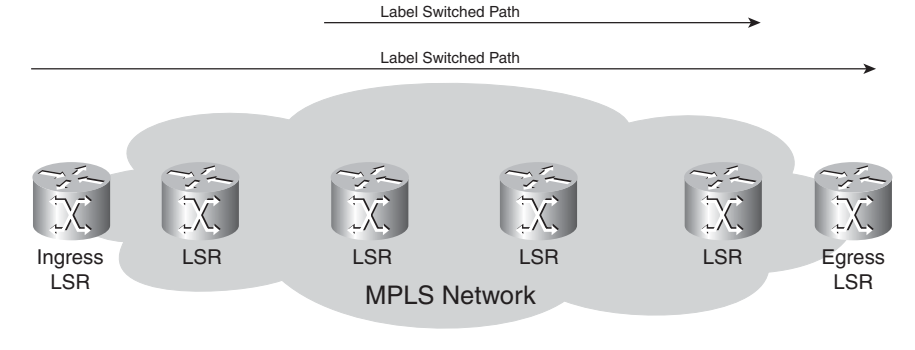 Label Switched Path
Label Switched Path
Ingress
LSR
LSR
LSR
LSR
LSR
Egress
LSR
MPLS Network